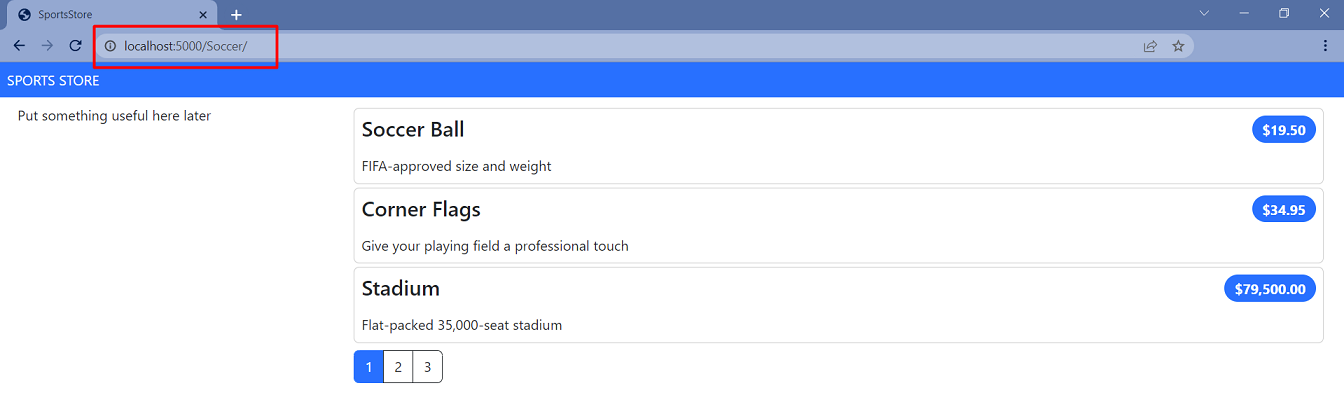 SportsStore
localhost:5000/Soccer/
SPORTS STORE
Put something useful here later
Soccer Ball
$19.50
FIFA-approved size and weight
Corner Flags
$34.95
Give your playing field a professional touch
Stadium
$79,500.00
Flat-packed 35,000-seat stadium
1 2 3